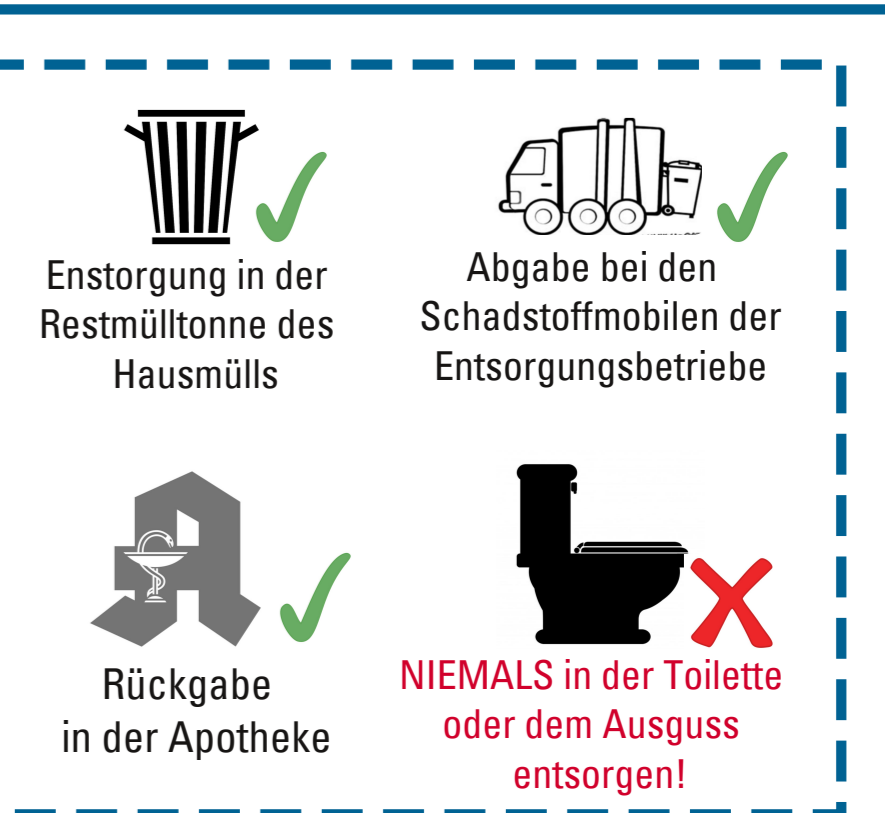 Enstorgung in der
Restmülltonne des
Hausmülls
Abgabe bei den
Schadstoffmobilen der
Entsorgungsbetriebe
Rückgabe
in der Apotheke
NIEMALS in der Toilette
oder dem Ausguss
entsorgen!